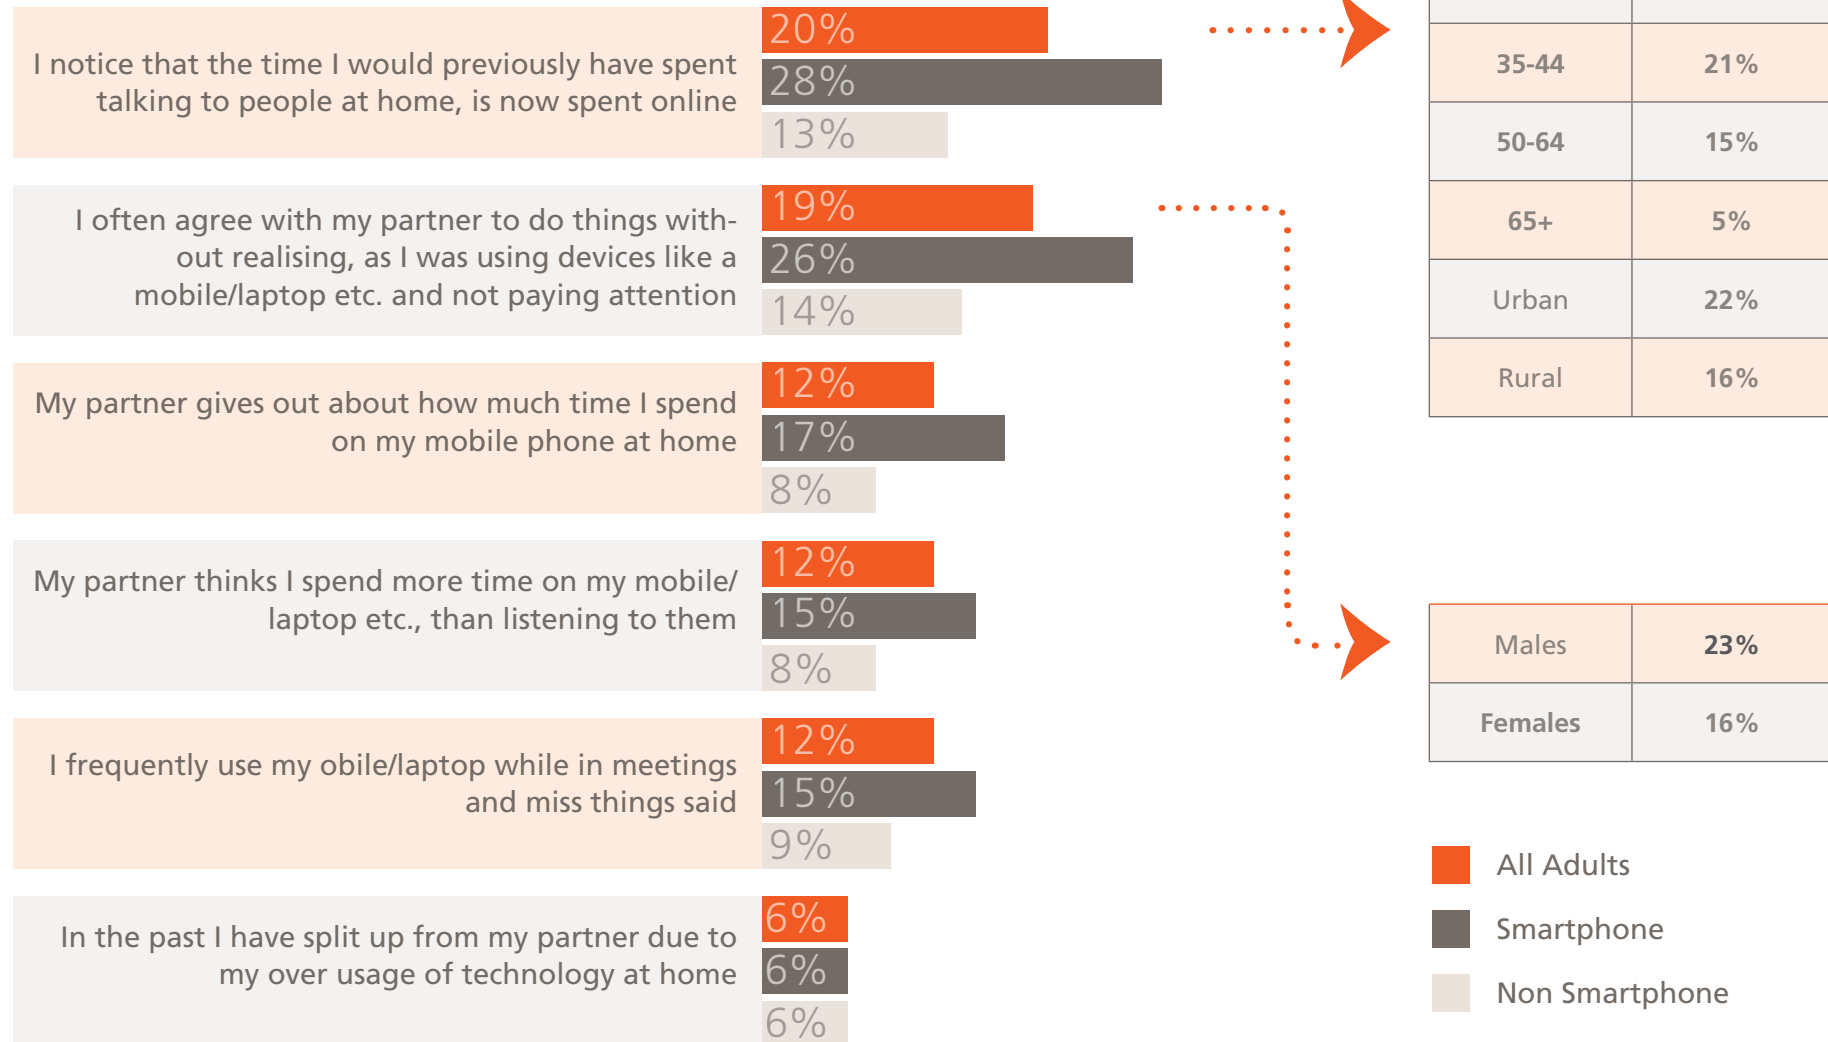 I notice that the time I would previously have spent
talking to people at home, is now spent online
20%
28%
13%
I often agree with my partner to do things with-
out realising, as I was using devices like a
mobile/laptop etc. and not paying attention
19%
26%
14%
My partner gives out about how much time I spend
on my mobile phone at home
12%
17%
8%
My partner thinks I spend more time on my mobile/
laptop etc., than listening to them
12%
15%
8%
I frequently use my obile/laptop while in meetings
and miss things said
12%
15%
9%
In the past I have split up from my partner due to
my over usage of technology at home
6%
6%
6%
35-44 21%
50-64 15%
65+ 5%
Urban 22%
Rural 16%
Males 23%
Females 16%
All Adults
Smartphone
Non Smartphone